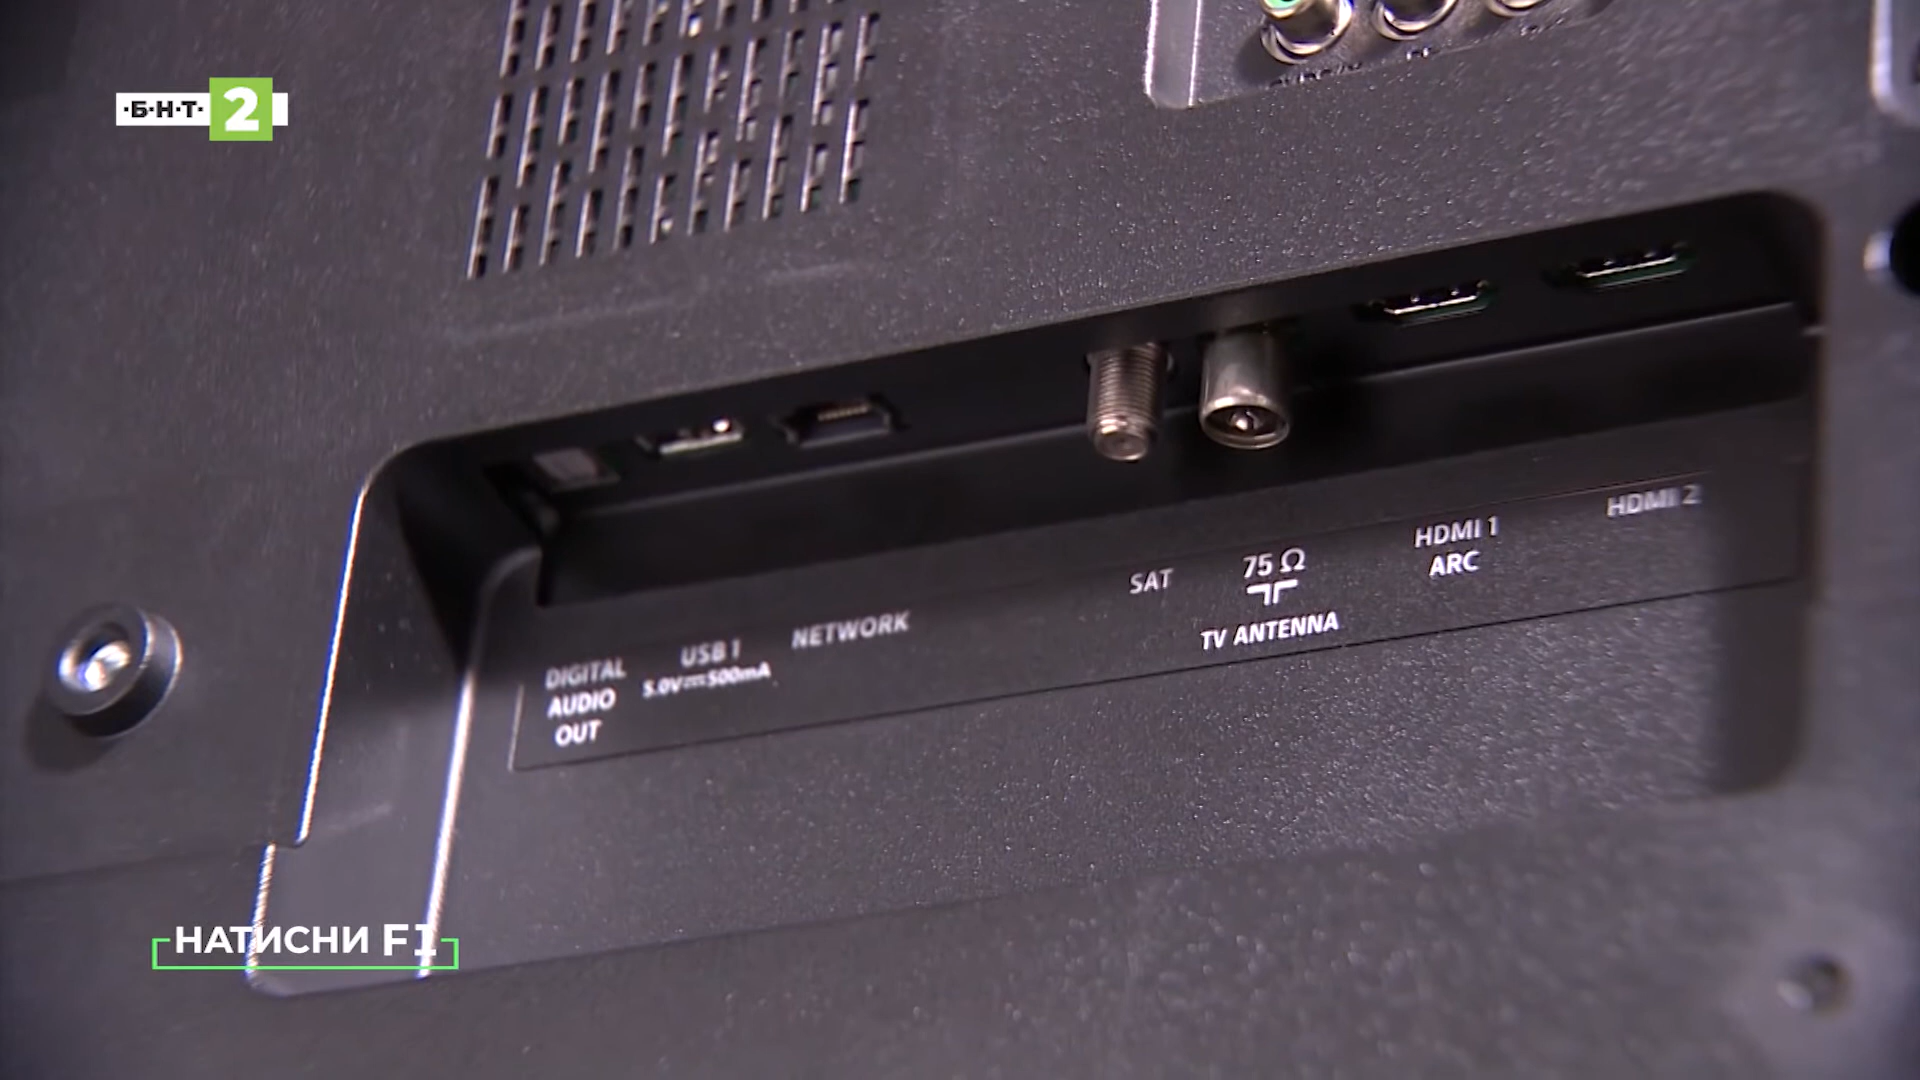 ·Б·Н·Т· 2
DIGITAL
AUDIO
OUT
USB 1
5.0V⎓500mA
NETWORK
SAT
75 Ω
TV ANTENNA
HDMI 1
ARC
HDMI 2
НАТИСНИ F1